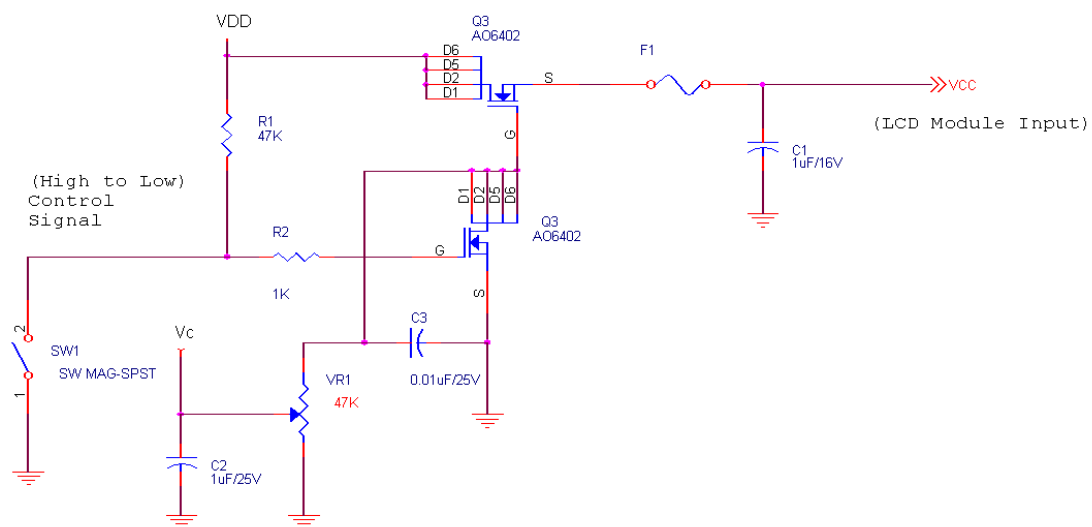 VDD
Q3
AO6402
D6
D5
D2
D1
S
G
F1
VCC
(LCD Module Input)
R1
47K
C1
1uF/16V
(High to Low)
Control
Signal
D1
D2
D5
D6
Q3
AO6402
R2
1K
G
S
2
SW1
SW MAG-SPST
1
Vc
C3
0.01uF/25V
VR1
47K
C2
1uF/25V